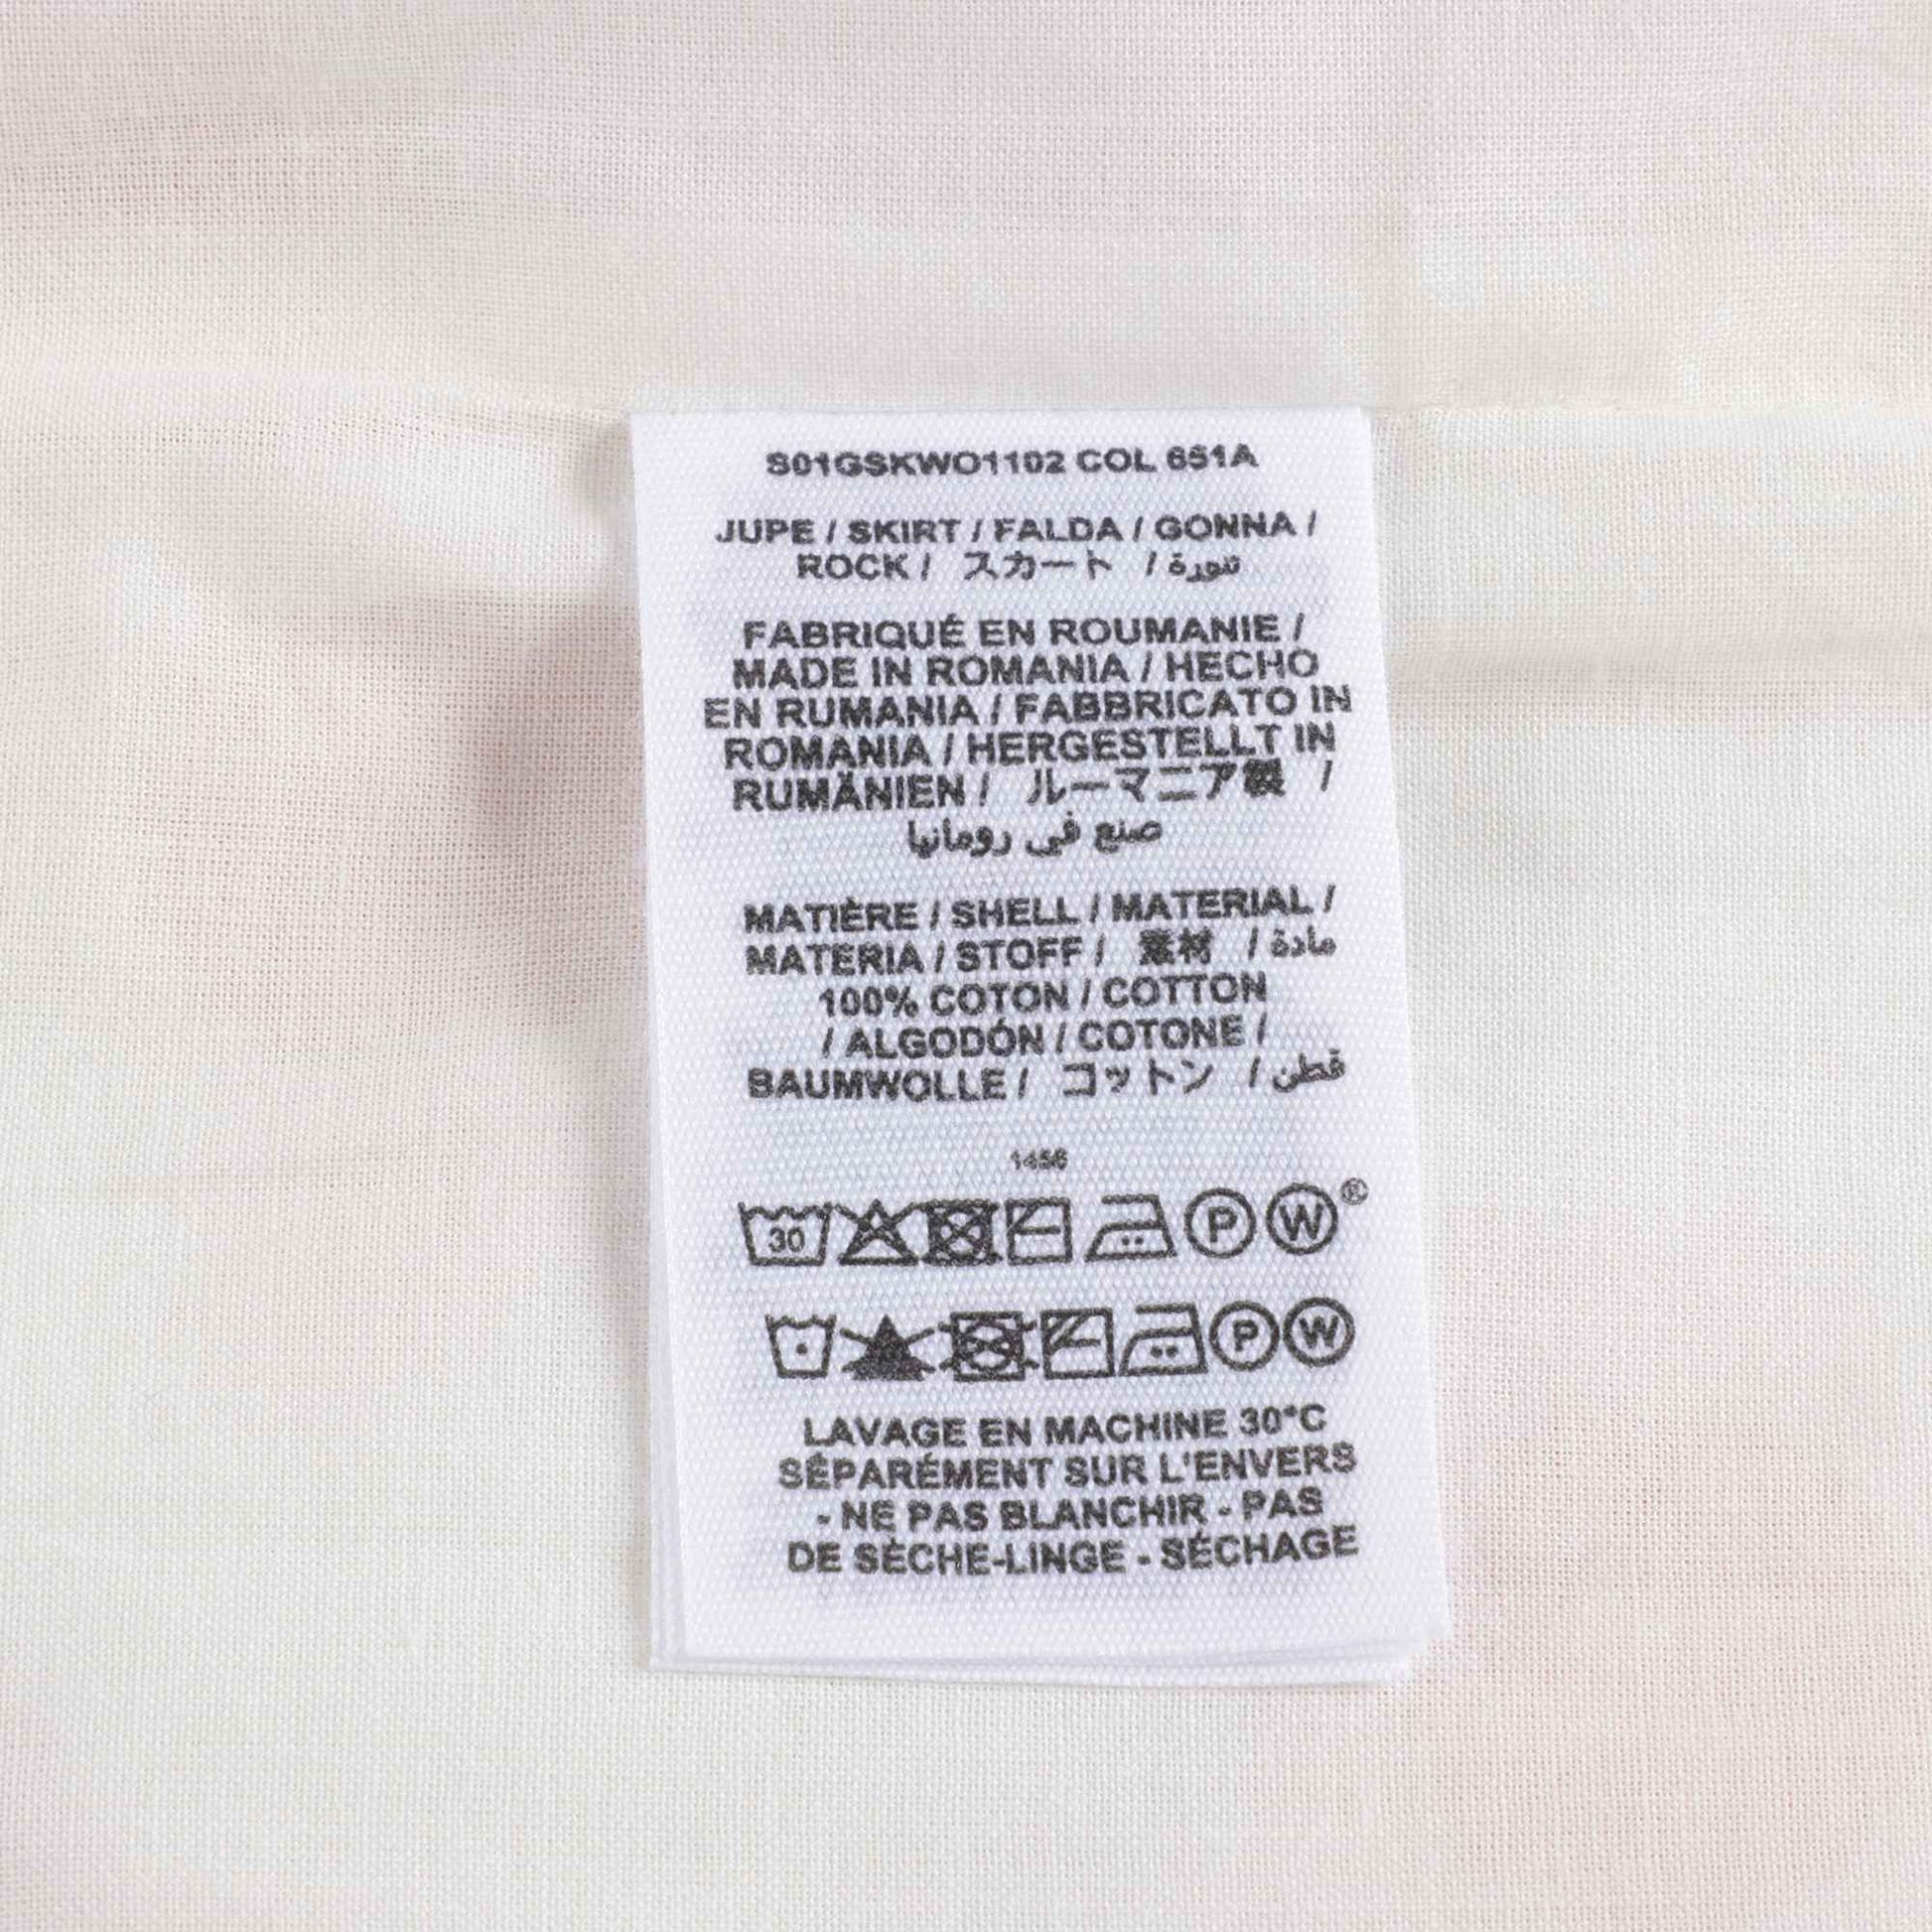 S01GSKWO1102 COL 651A
JUPE / SKIRT / FALDA / GONNA /
ROCK / スカート / تنورة
FABRIQUÉ EN ROUMANIE /
MADE IN ROMANIA / HECHO
EN RUMANIA / FABBRICATO IN
ROMANIA / HERGESTELLT IN
RUMÄNIEN / ルーマニア製 /
صنع في رومانيا
MATIÈRE / SHELL / MATERIAL /
MATERIA / STOFF / 素材 / مادة
100% COTON / COTTON
/ ALGODÓN / COTONE /
BAUMWOLLE / コットン / قطن
1456
30 P W®
P W
LAVAGE EN MACHINE 30°C
SÉPARÉMENT SUR L'ENVERS
- NE PAS BLANCHIR - PAS
DE SÈCHE-LINGE - SÉCHAGE